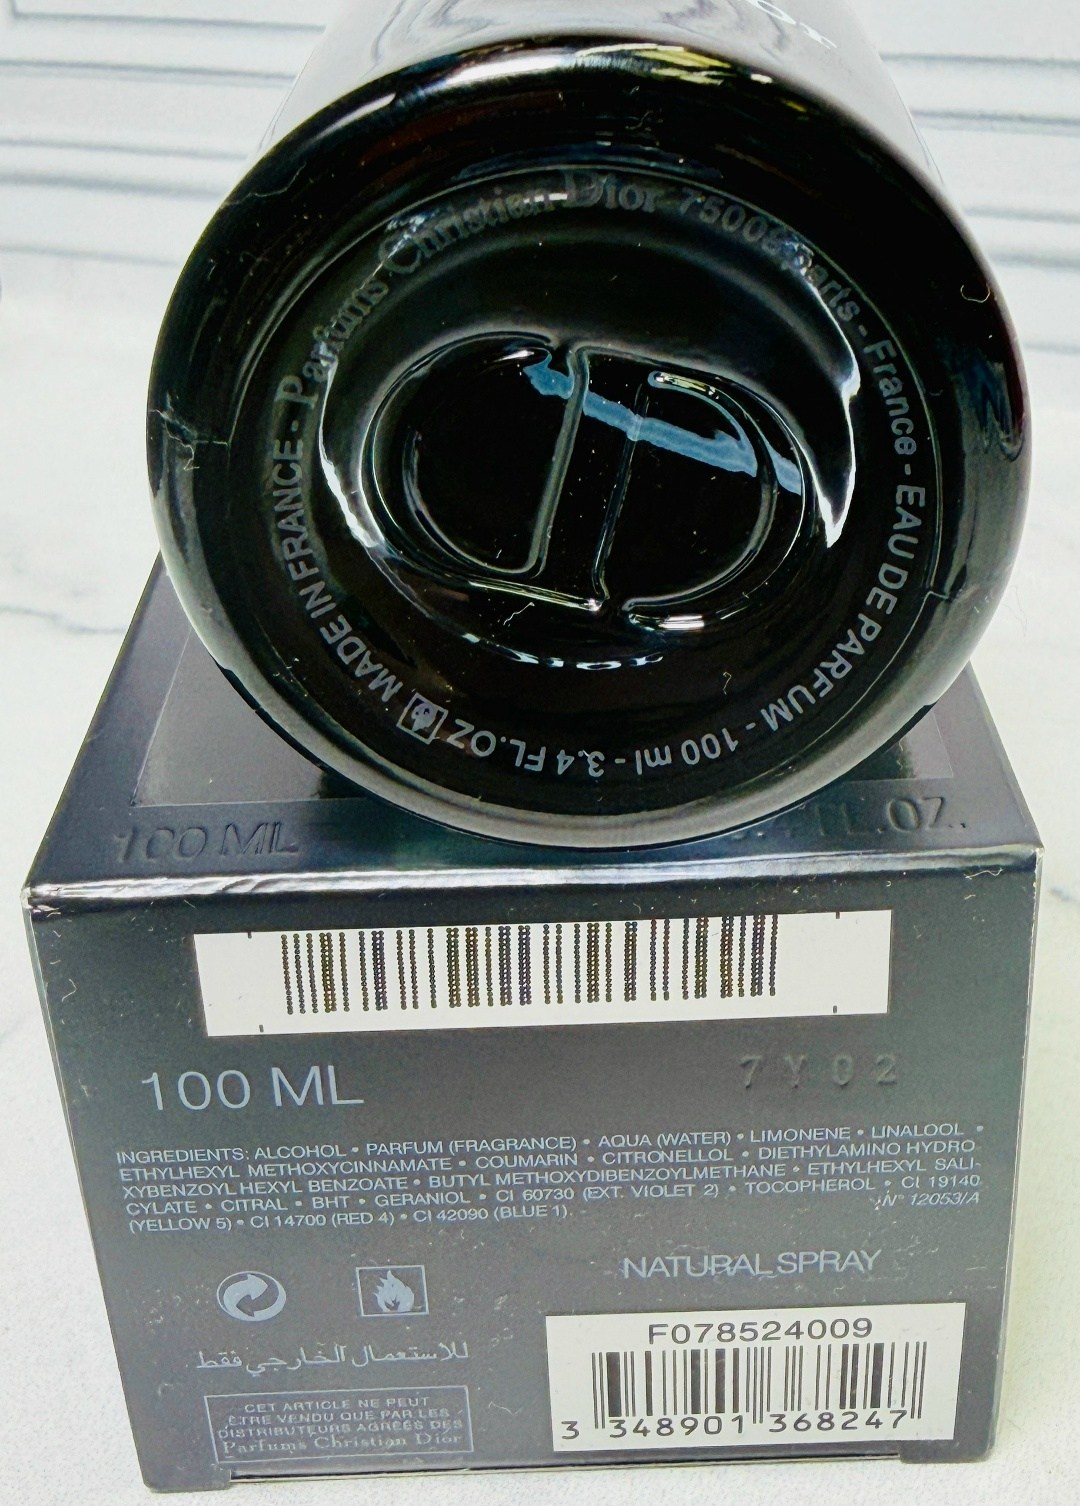 MADE IN FRANCE - Parfums Christian Dior 75008 Paris - France - EAU DE PARFUM - 100 ml - 3.4 FL.OZ
100 ML
FL.OZ.
100 ML
7Y02
INGREDIENTS: ALCOHOL • PARFUM (FRAGRANCE) • AQUA (WATER) • LIMONENE • LINALOOL •
ETHYLHEXYL METHOXYCINNAMATE • COUMARIN • CITRONELLOL • DIETHYLAMINO HYDRO-
XYBENZOYL HEXYL BENZOATE • BUTYL METHOXYDIBENZOYLMETHANE • ETHYLHEXYL SALI-
CYLATE • CITRAL • BHT • GERANIOL • CI 60730 (EXT. VIOLET 2) • TOCOPHEROL • CI 19140
(YELLOW 5) • CI 14700 (RED 4) • CI 42090 (BLUE 1).
N° 12053/A
NATURAL SPRAY
للاستعمال الخارجي فقط
CET ARTICLE NE PEUT
ÊTRE VENDU QUE PAR LES
DISTRIBUTEURS AGRÉÉS DES
Parfums Christian Dior
F078524009
3 348901 368247